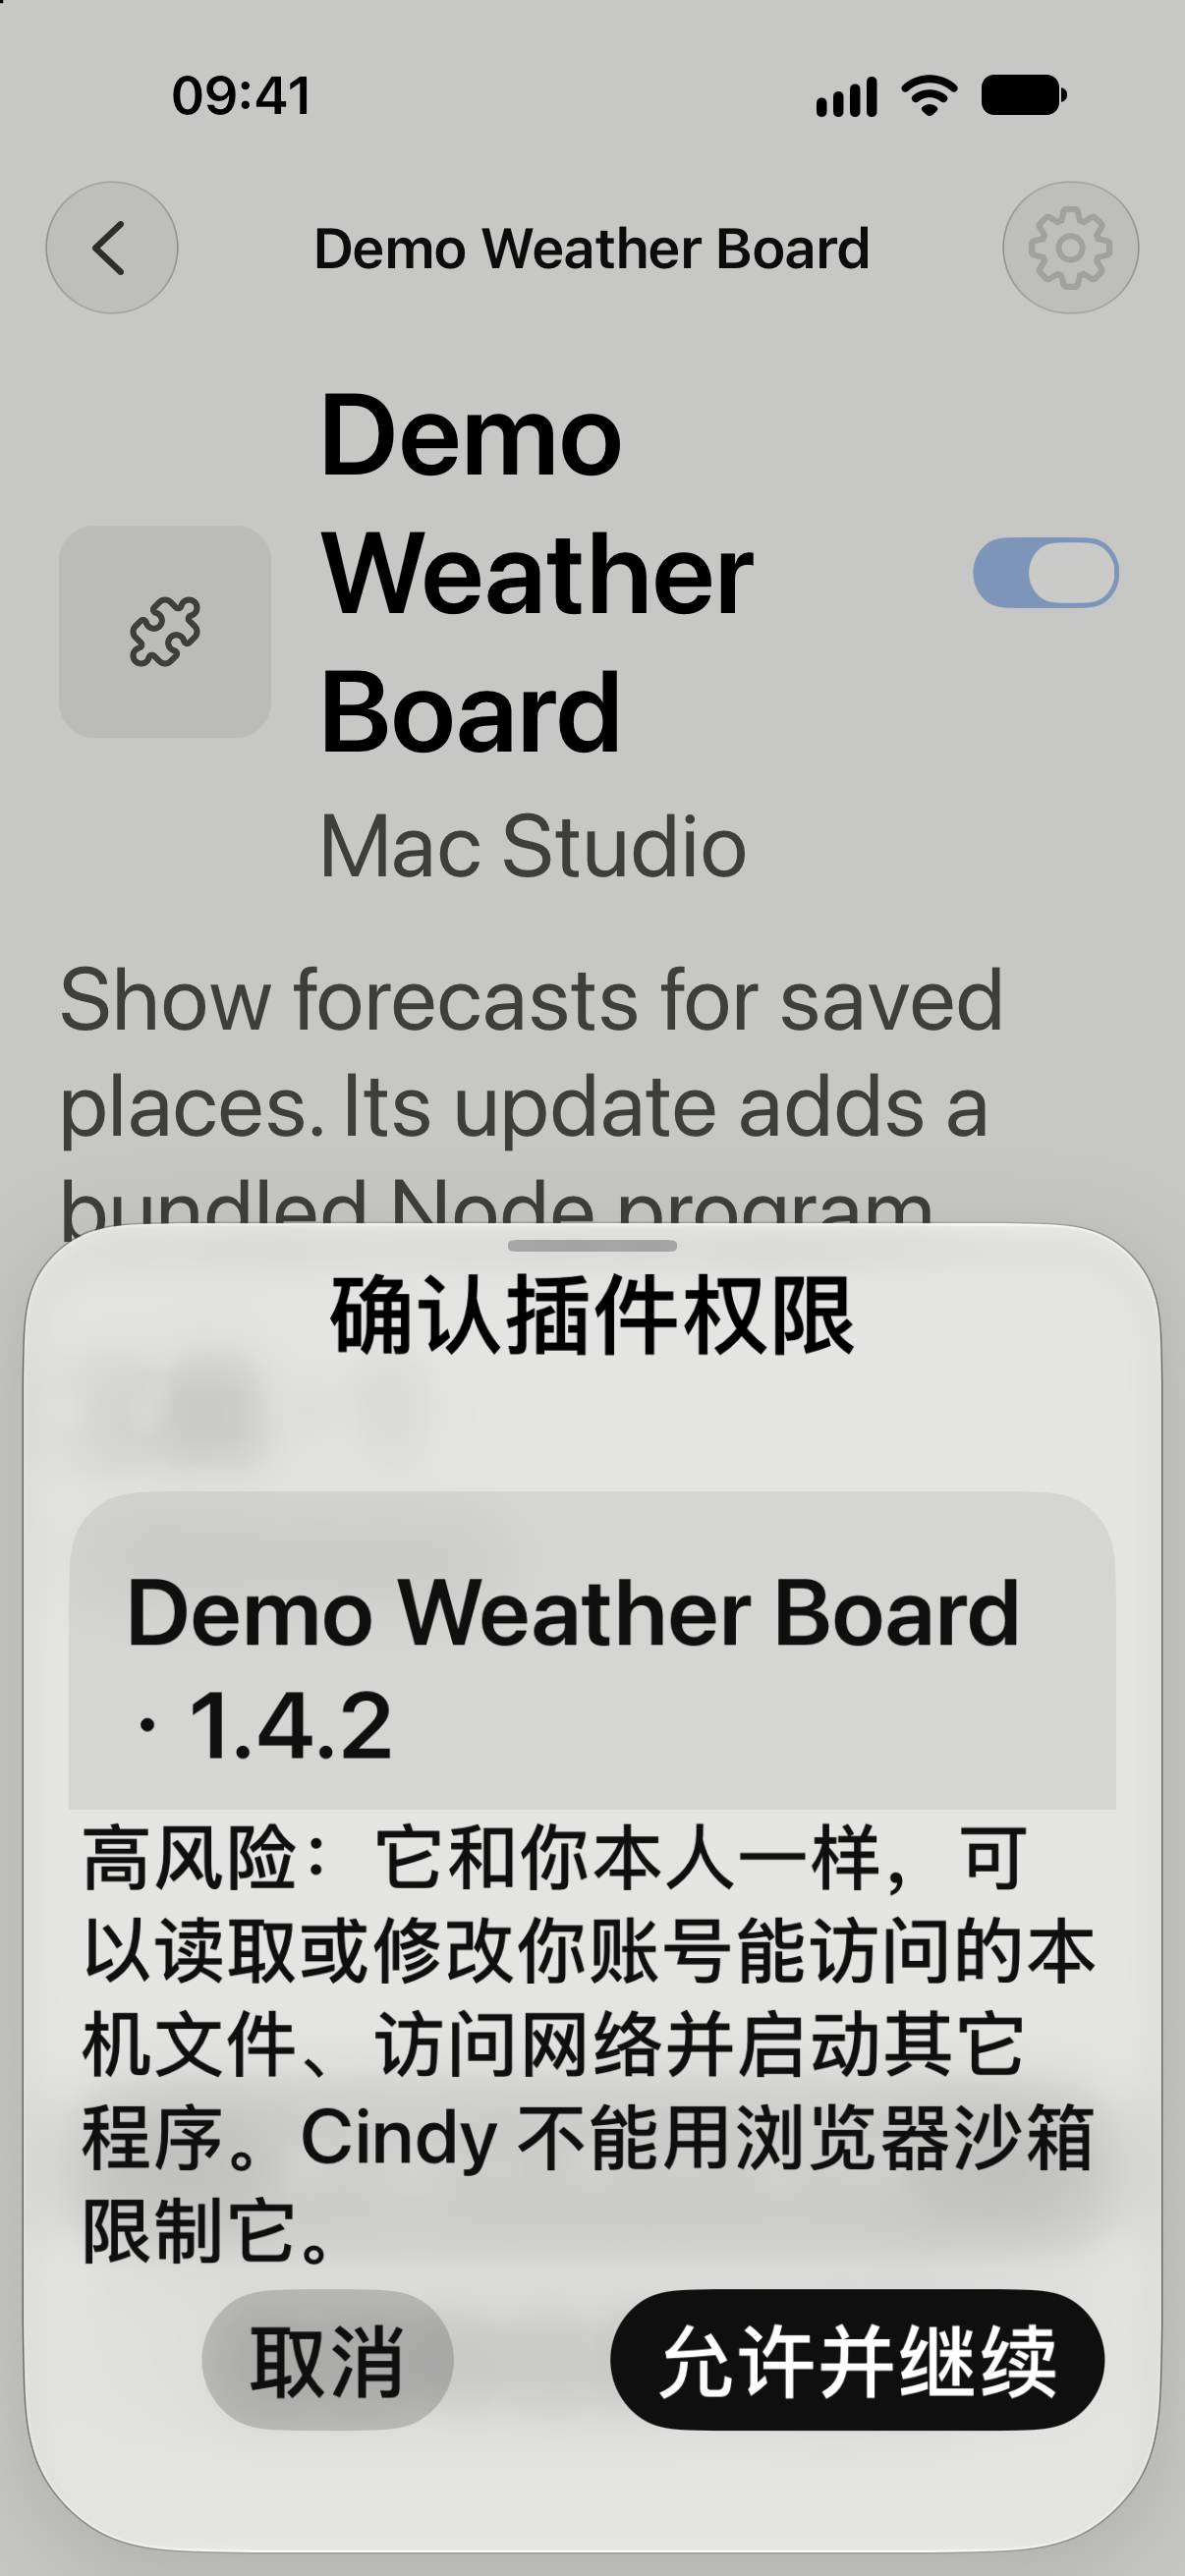 09:41
Demo Weather Board
Demo
Weather
Board
Mac Studio
Show forecasts for saved
places. Its update adds a
bundled Node program
确认插件权限
Demo Weather Board
· 1.4.2
高风险：它和你本人一样，可
以读取或修改你账号能访问的本
机文件、访问网络并启动其它
程序。Cindy 不能用浏览器沙箱
限制它。
取消
允许并继续